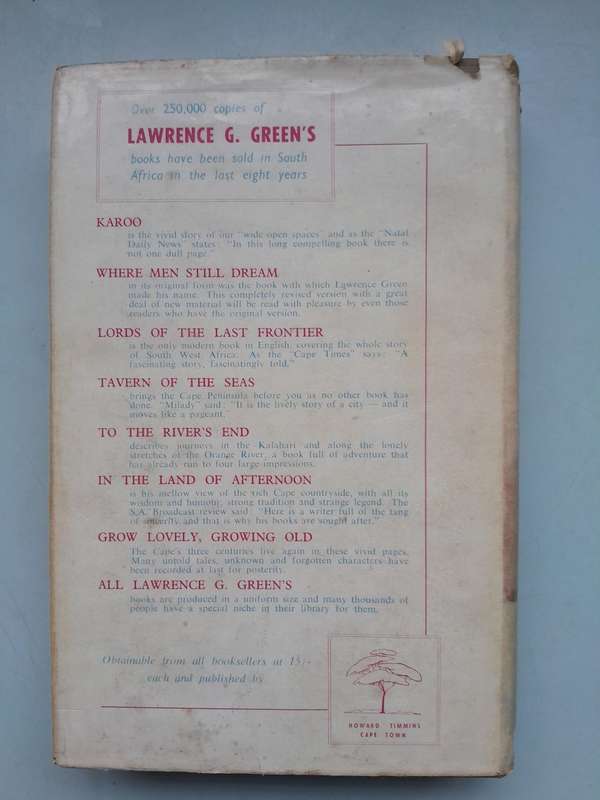 Over 250,000 copies of
LAWRENCE G. GREEN'S
books have been sold in South
Africa in the last eight years
KAROO
is the vivid story of our "wide open spaces" and as the "Natal
Daily News" states: "In this long compelling book there is
not one dull page."
WHERE MEN STILL DREAM
in its original form was the book with which Lawrence Green
made his name. This completely revised version with a great
deal of new material will be read with pleasure by even those
readers who have the original version.
LORDS OF THE LAST FRONTIER
is the only modern book in English, covering the whole story
of South West Africa. As the "Cape Times" says: "A
fascinating story, fascinatingly told."
TAVERN OF THE SEAS
brings the Cape Peninsula before you as no other book has
done. "Milady" said: "It is the lively story of a city — and it
moves like a pageant.
TO THE RIVER'S END
describes journeys in the Kalahari and along the lonely
stretches of the Orange River, a book full of adventure that
has already run to four large impressions.
IN THE LAND OF AFTERNOON
is his mellow view of the rich Cape countryside, with all its
wisdom and humour, strong tradition and strange legend. The
S.A. Broadcast review said: "Here is a writer full of the tang
of sincerity and that is why his books are sought after."
GROW LOVELY, GROWING OLD
The Cape's three centuries live again in these vivid pages.
Many untold tales, unknown and forgotten characters have
been recorded at last for posterity.
ALL LAWRENCE G. GREEN'S
books are produced in a uniform size and many thousands of
people have a special niche in their library for them.
Obtainable from all booksellers at 15/-
each and published by
HOWARD TIMMINS
CAPE TOWN